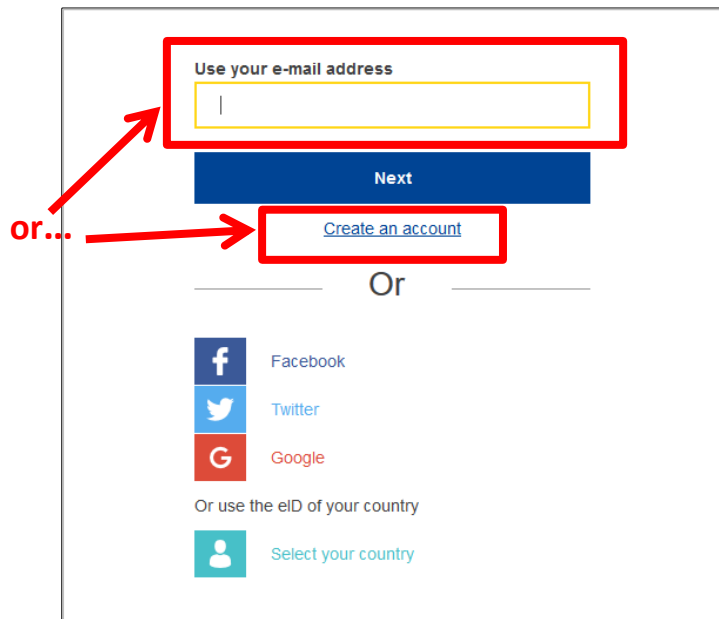 Use your e-mail address
Next
or...
Create an account
Or
Facebook
Twitter
Google
Or use the eID of your country
Select your country